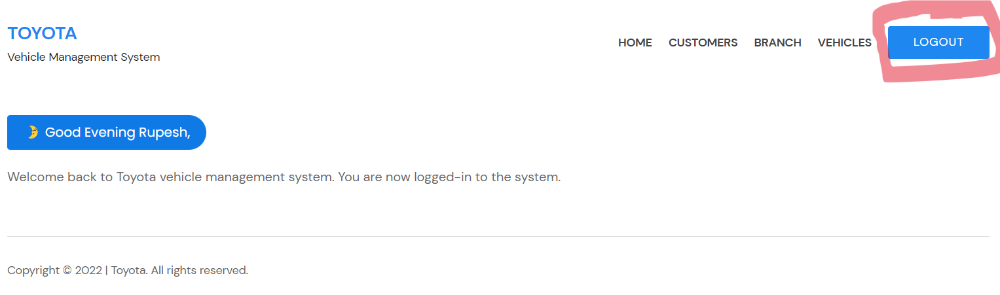 TOYOTA
Vehicle Management System
HOME CUSTOMERS BRANCH VEHICLES LOGOUT
🌛 Good Evening Rupesh,
Welcome back to Toyota vehicle management system. You are now logged-in to the system.
Copyright © 2022 | Toyota. All rights reserved.